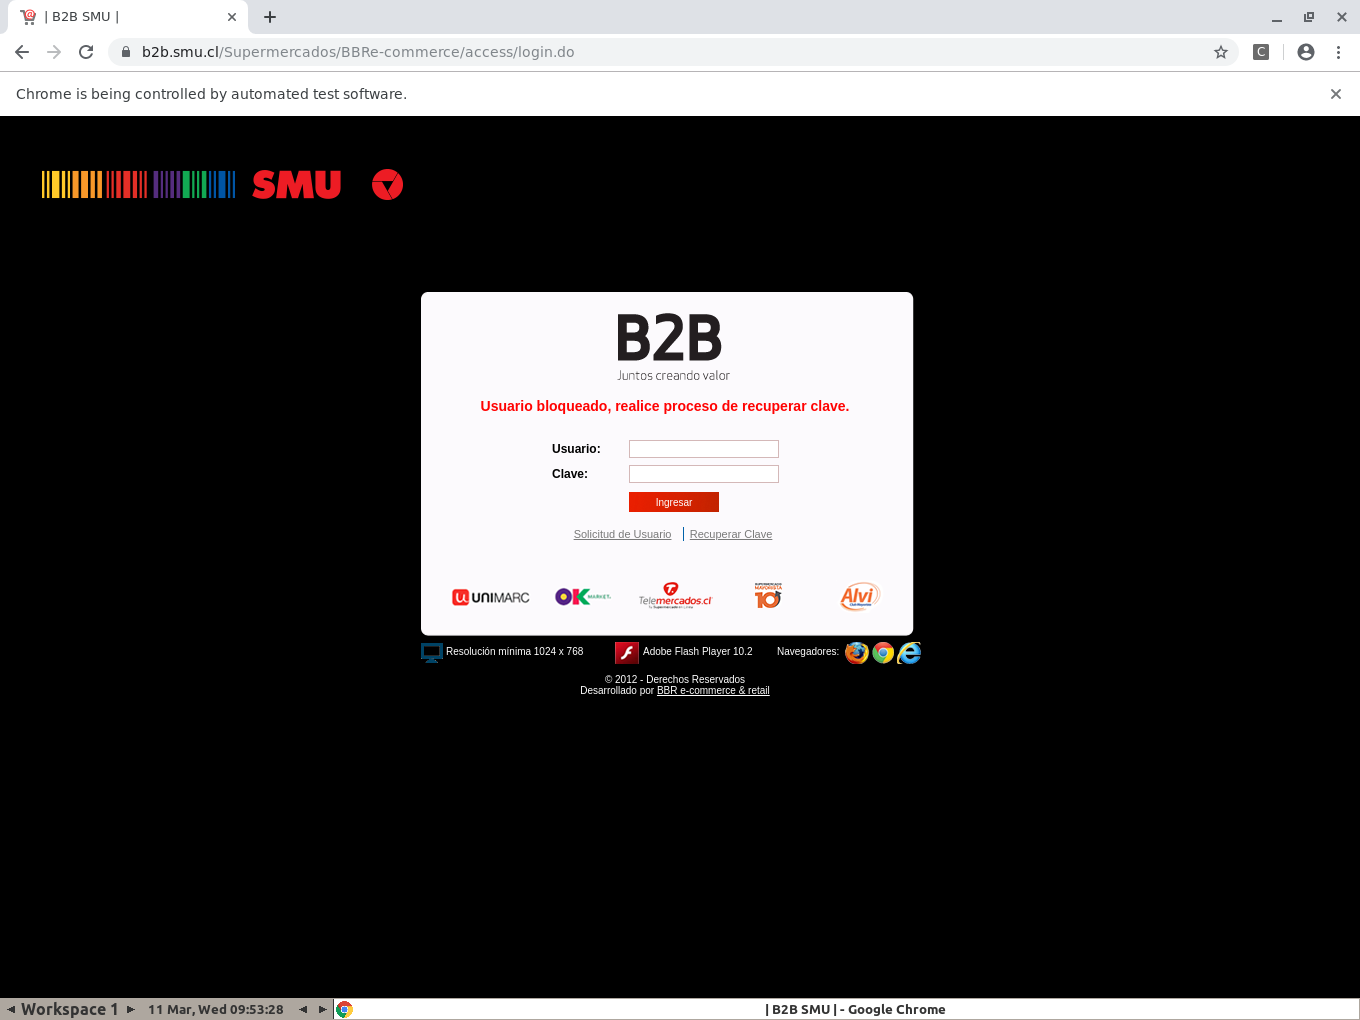 | B2B SMU |
b2b.smu.cl/Supermercados/BBRe-commerce/access/login.do
C
Chrome is being controlled by automated test software.
SMU
B2B
Juntos creando valor
Usuario bloqueado, realice proceso de recuperar clave.
Usuario:
Clave:
Ingresar
Solicitud de Usuario | Recuperar Clave
UNIMARC OK MARKET. Telemercados.cl MAYORISTA 10 Alvi
Resolución mínima 1024 x 768 Adobe Flash Player 10.2 Navegadores:
© 2012 - Derechos Reservados
Desarrollado por BBR e-commerce & retail
Workspace 1 11 Mar, Wed 09:53:28 | B2B SMU | - Google Chrome